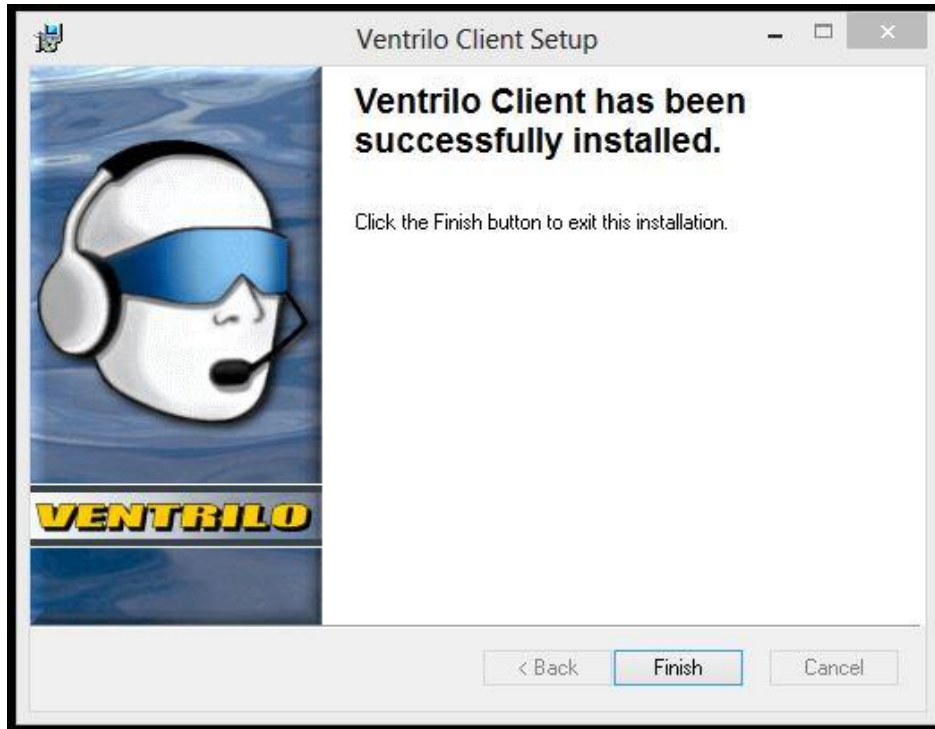 Ventrilo Client Setup
Ventrilo Client has been
successfully installed.
Click the Finish button to exit this installation.
VENTRILO
< Back
Finish
Cancel